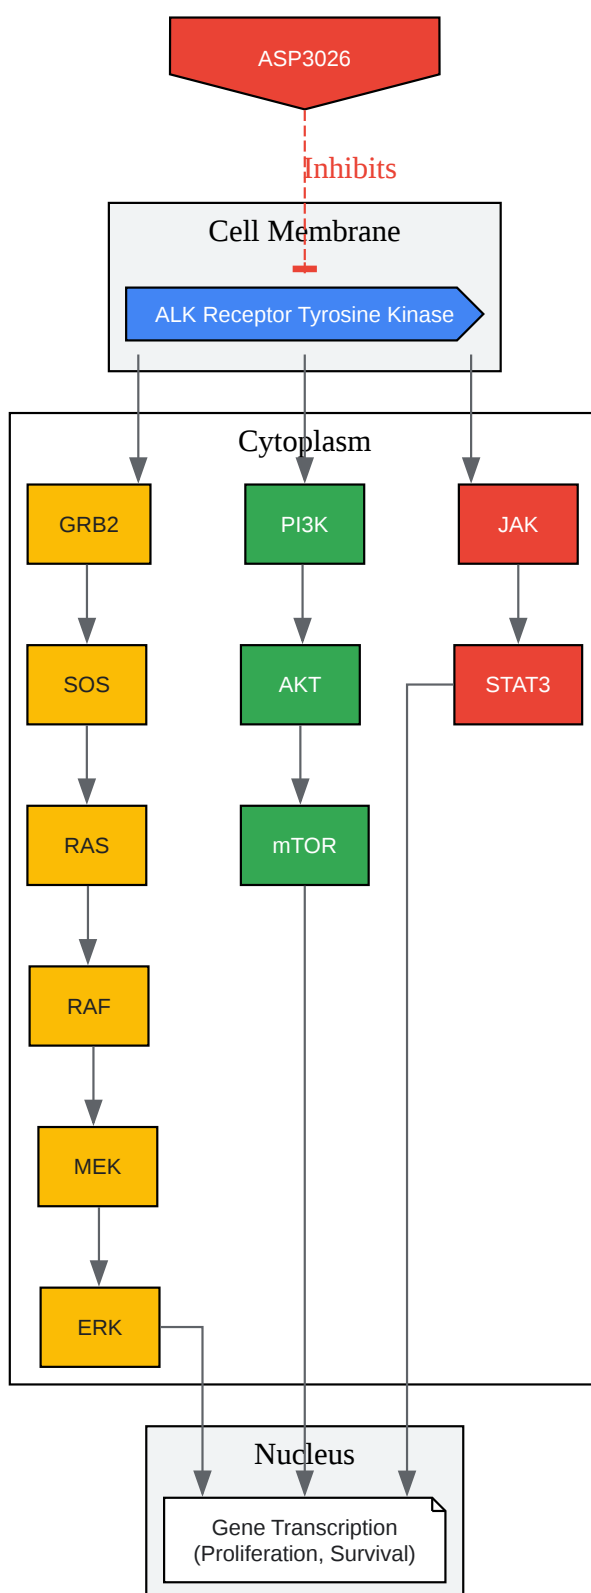 ASP3026
Inhibits
Cell Membrane
ALK Receptor Tyrosine Kinase
Cytoplasm
GRB2
PI3K
JAK
SOS
AKT
STAT3
RAS
mTOR
RAF
MEK
ERK
Nucleus
Gene Transcription
(Proliferation, Survival)